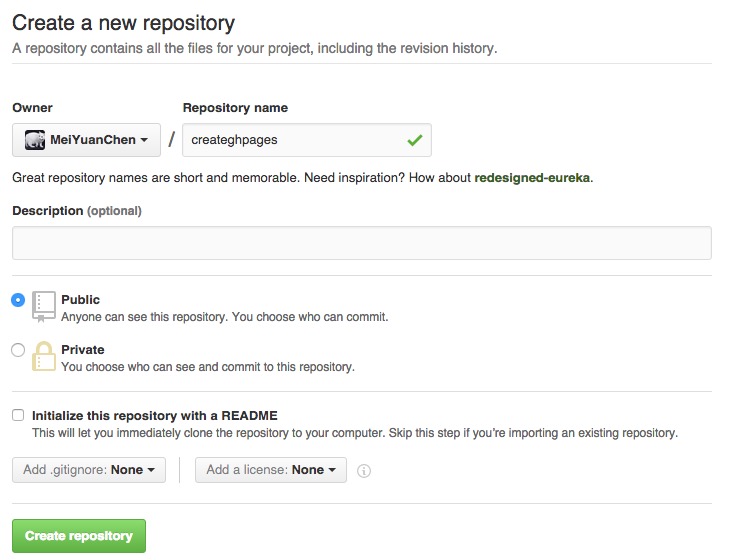 Create a new repository
A repository contains all the files for your project, including the revision history.
Owner
Repository name
MeiYuanChen
/
createghpages
Great repository names are short and memorable. Need inspiration? How about redesigned-eureka.
Description (optional)
Public
Anyone can see this repository. You choose who can commit.
Private
You choose who can see and commit to this repository.
Initialize this repository with a README
This will let you immediately clone the repository to your computer. Skip this step if you're importing an existing repository.
Add .gitignore: None
Add a license: None
Create repository